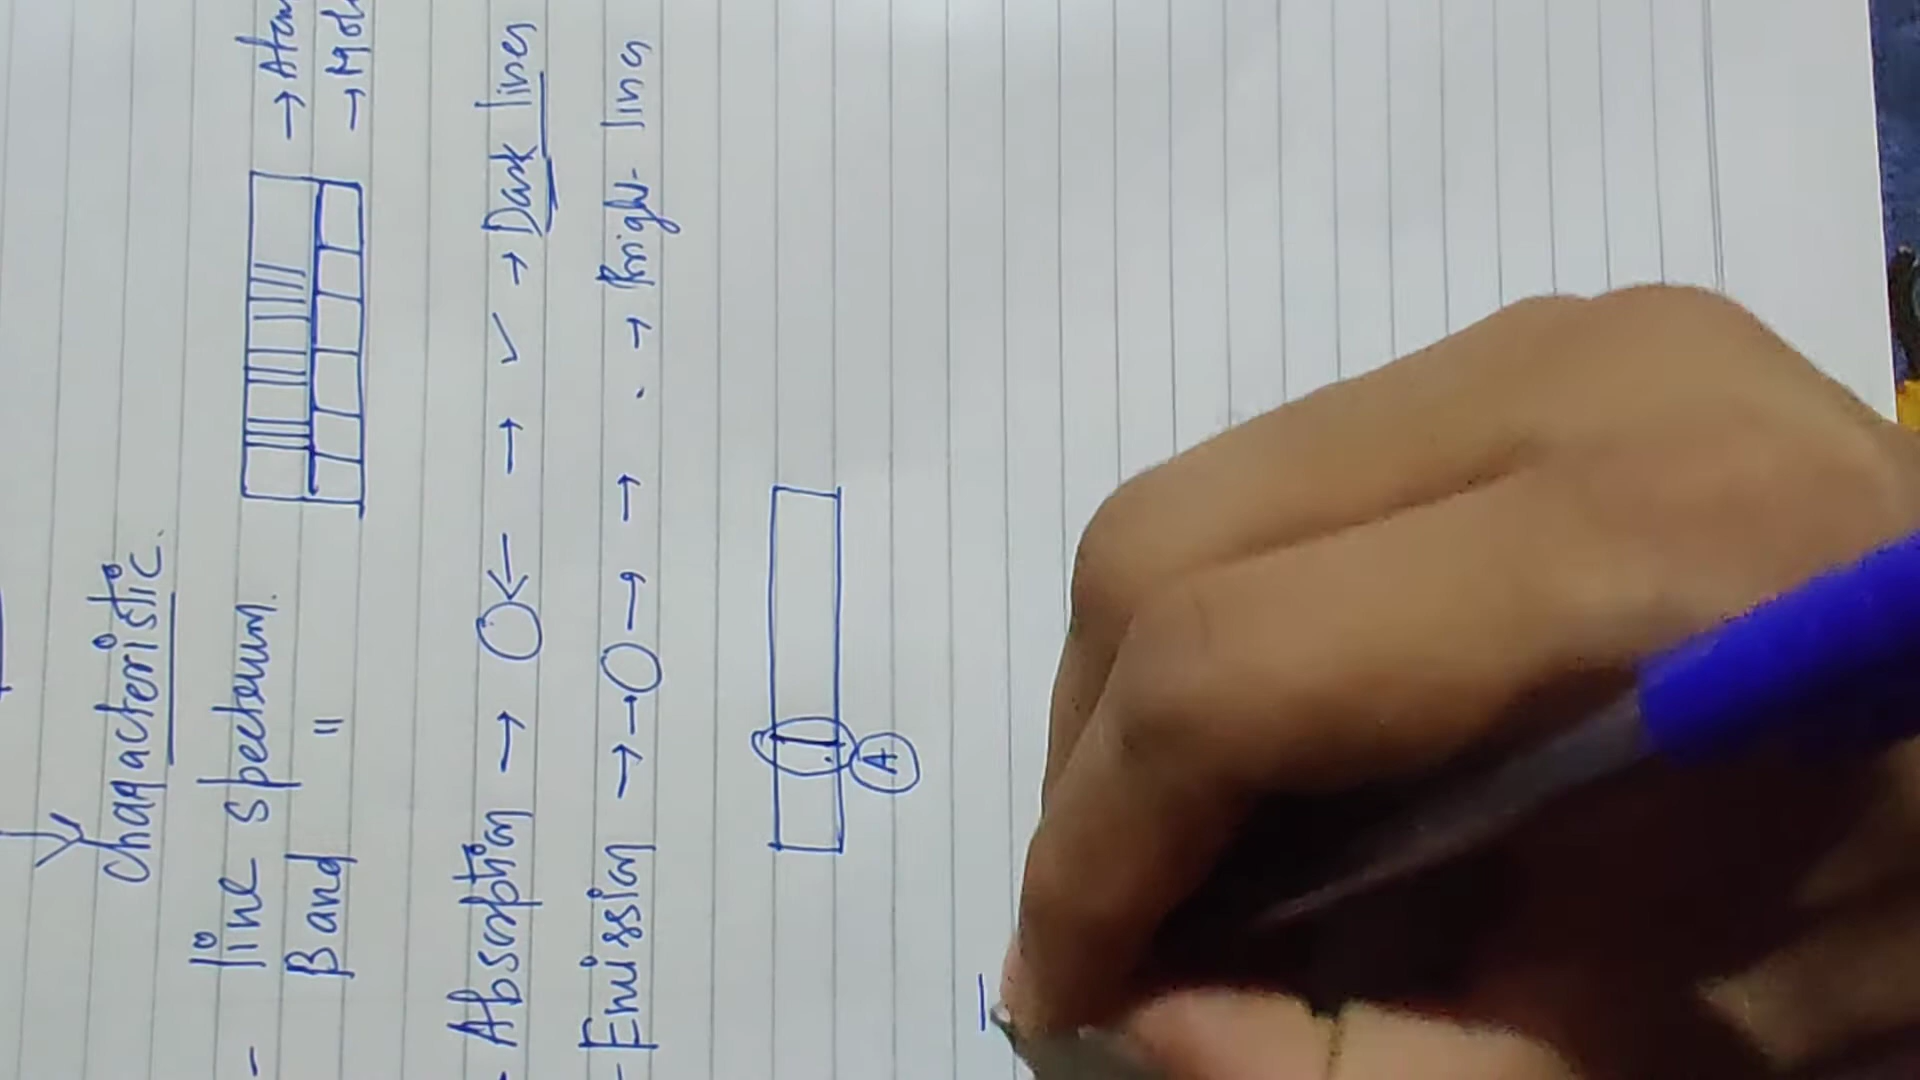 Characteristic.
- line spectrum. → Atom
Band " → Mol
- Absorption → → ✓ → Dark lines
- Emission → → → → Bright lines
A